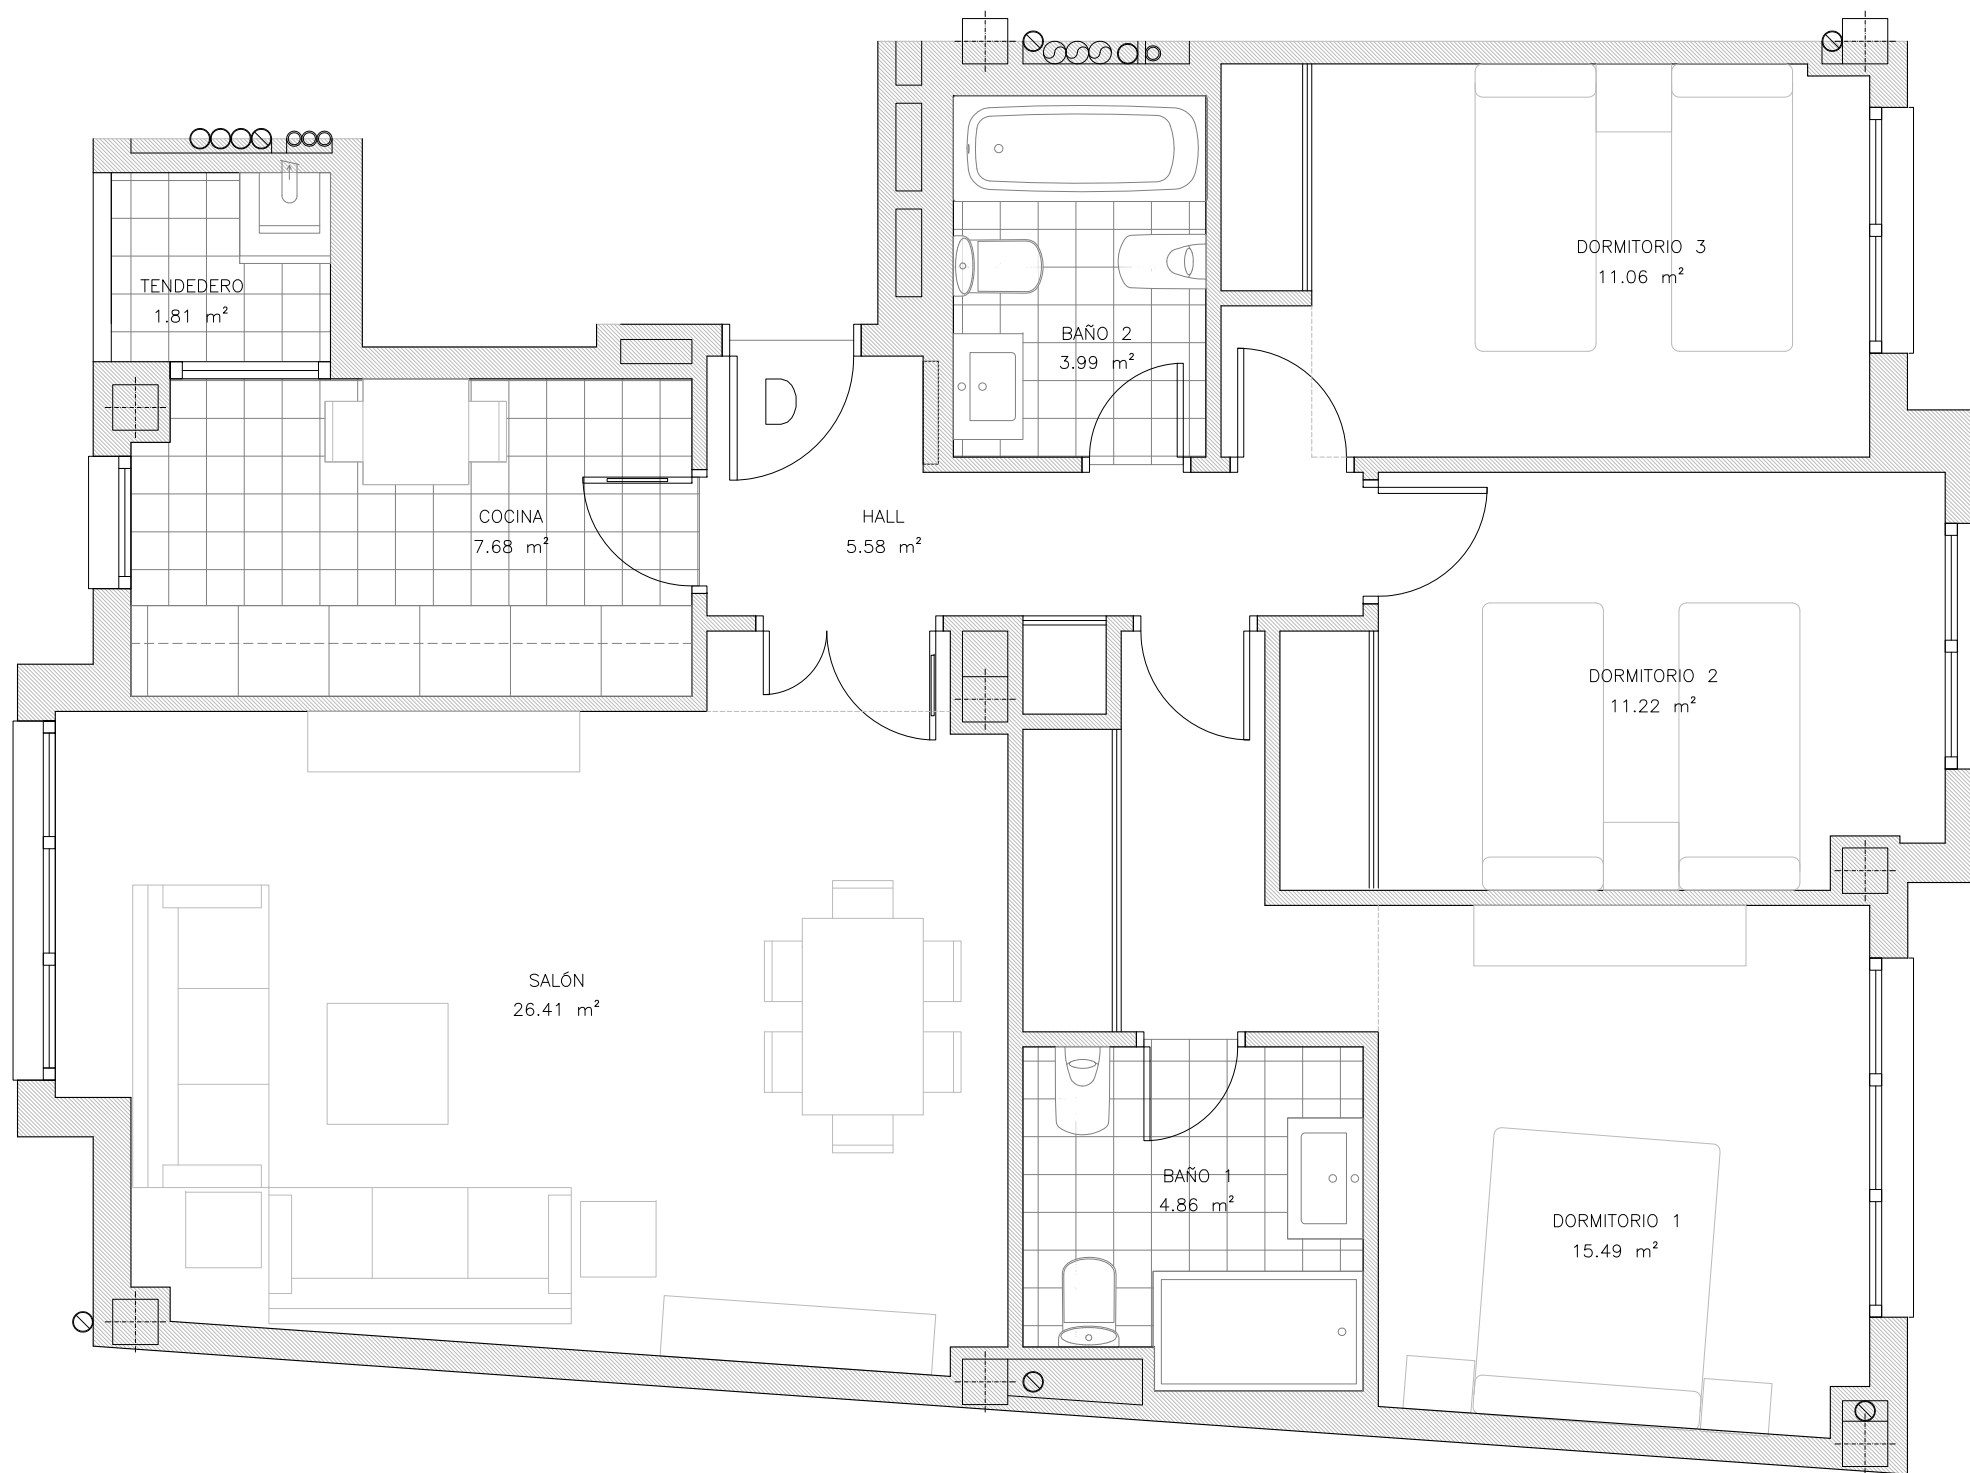 DORMITORIO 3
11.06 m²
TENDEDERO
1.81 m²
BAÑO 2
3.99 m²
D
COCINA
7.68 m²
HALL
5.58 m²
DORMITORIO 2
11.22 m²
SALÓN
26.41 m²
BAÑO 1
4.86 m²
DORMITORIO 1
15.49 m²